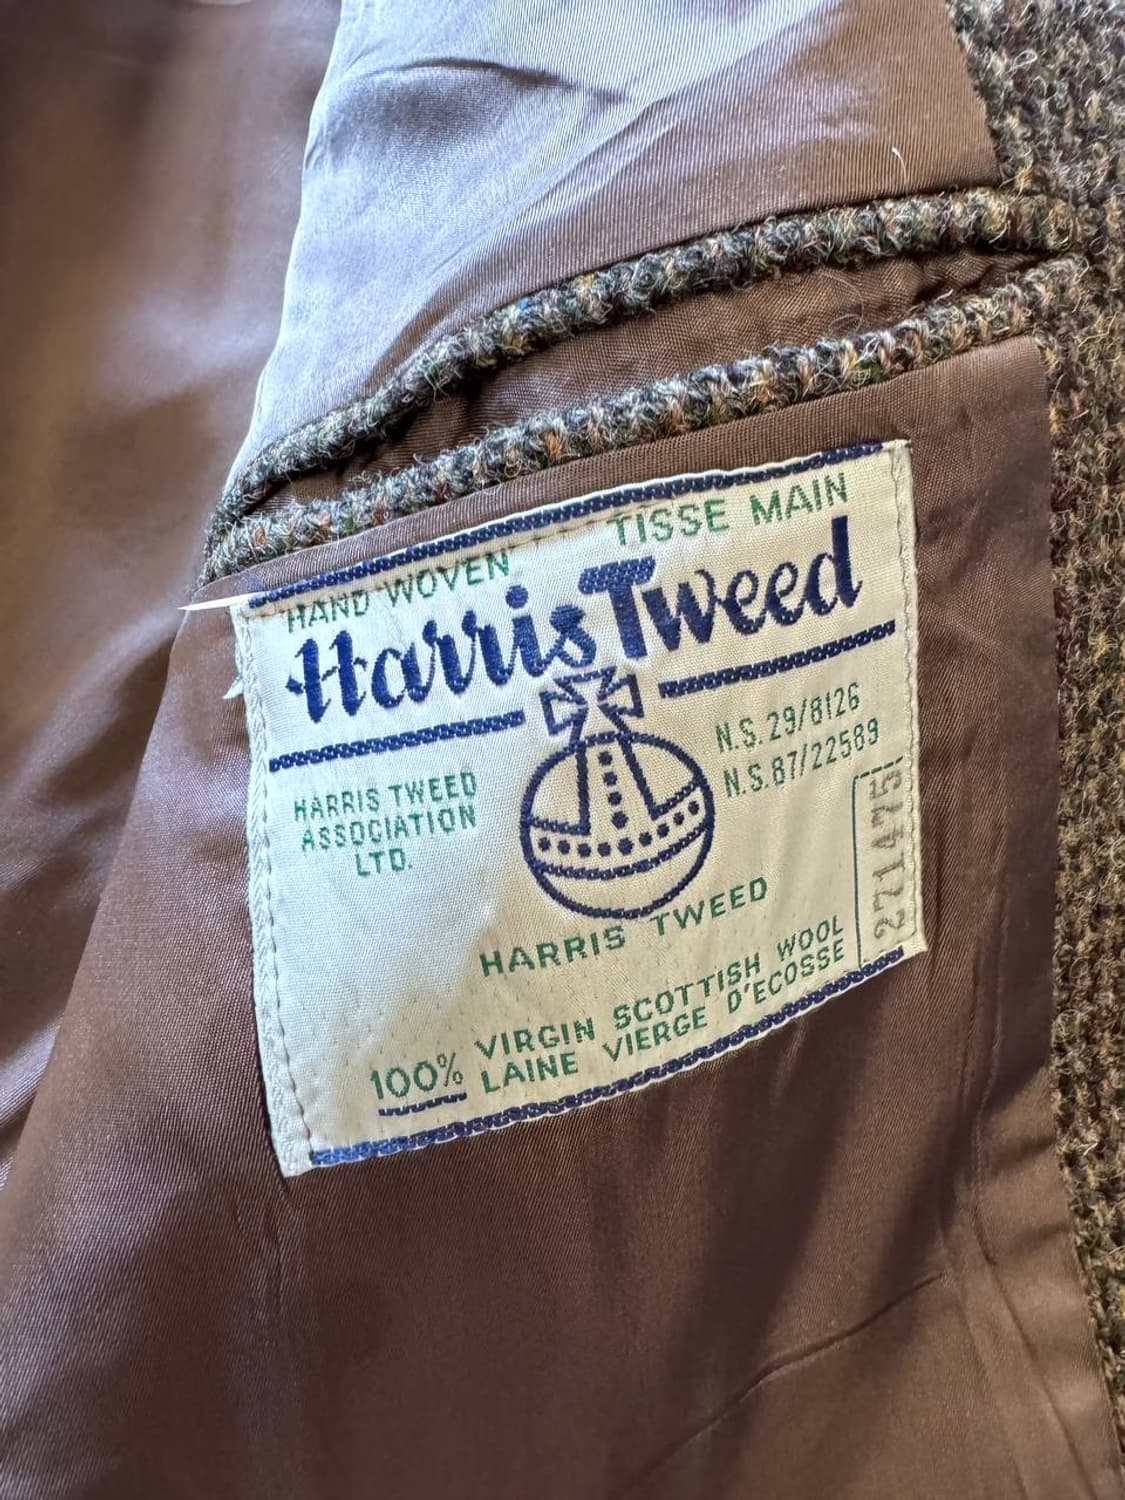 HAND WOVEN TISSE MAIN
Harris Tweed
HARRIS TWEED
ASSOCIATION
LTD.
N.S. 29/8126
N.S. 87/22589
271475
HARRIS TWEED
100% VIRGIN SCOTTISH WOOL
LAINE VIERGE D'ECOSSE